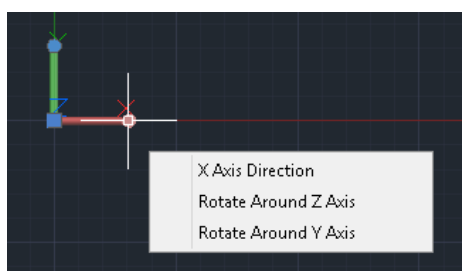 X Axis Direction
Rotate Around Z Axis
Rotate Around Y Axis